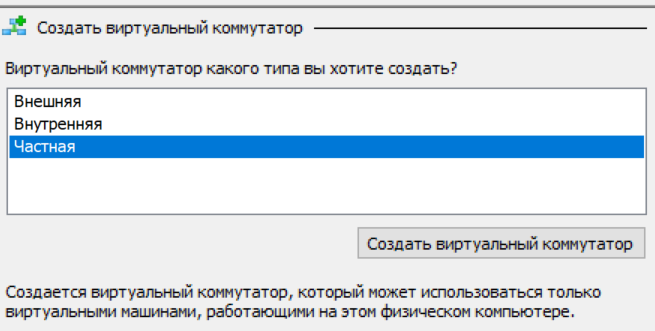 Создать виртуальный коммутатор
Виртуальный коммутатор какого типа вы хотите создать?
Внешняя
Внутренняя
Частная
Создать виртуальный коммутатор
Создается виртуальный коммутатор, который может использоваться только
виртуальными машинами, работающими на этом физическом компьютере.